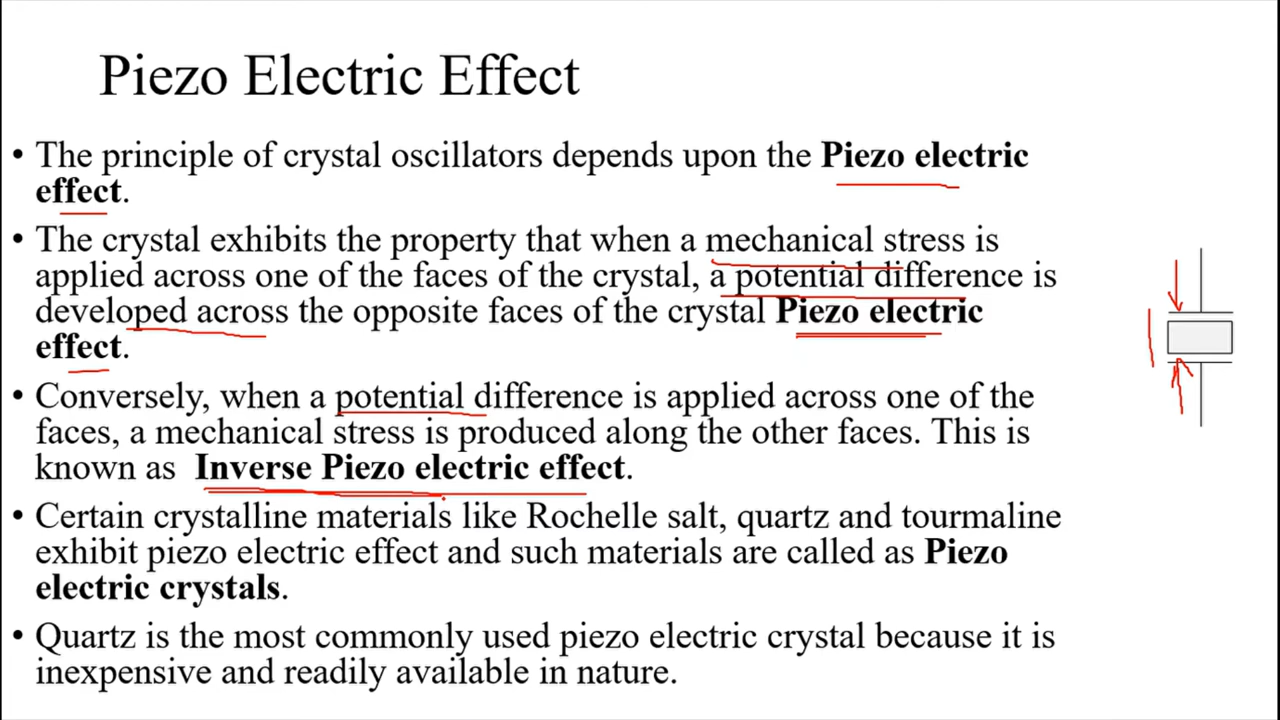 Piezo Electric Effect
• The principle of crystal oscillators depends upon the Piezo electric
effect.
• The crystal exhibits the property that when a mechanical stress is
applied across one of the faces of the crystal, a potential difference is
developed across the opposite faces of the crystal Piezo electric
effect.
• Conversely, when a potential difference is applied across one of the
faces, a mechanical stress is produced along the other faces. This is
known as Inverse Piezo electric effect.
• Certain crystalline materials like Rochelle salt, quartz and tourmaline
exhibit piezo electric effect and such materials are called as Piezo
electric crystals.
• Quartz is the most commonly used piezo electric crystal because it is
inexpensive and readily available in nature.